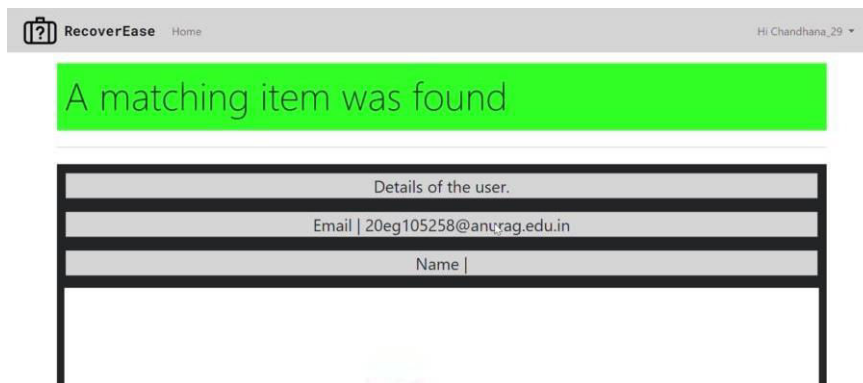 RecoverEase Home Hi Chandhana_29
A matching item was found
Details of the user.
Email | 20eg105258@anurag.edu.in
Name |